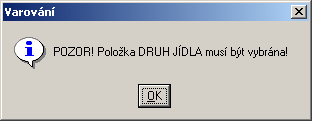 Varování
POZOR! Položka DRUH JÍDLA musí být vybrána!
OK